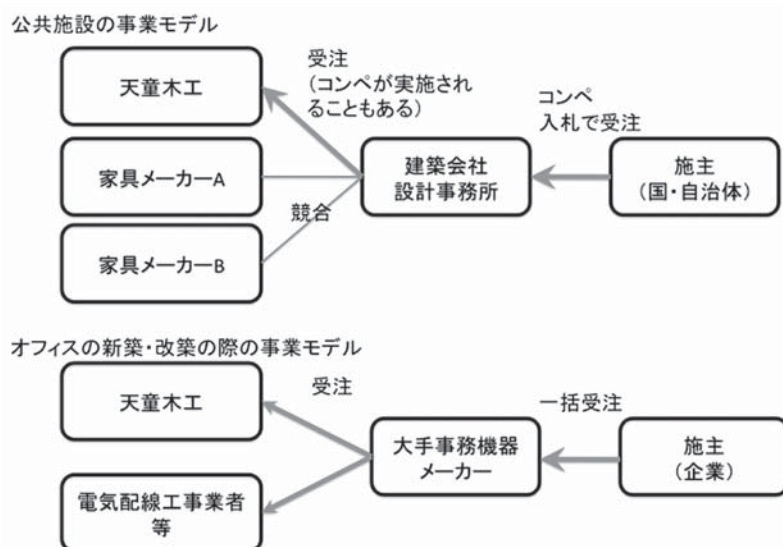 公共施設の事業モデル
天童木工
受注
(コンペが実施され
ることもある)
コンペ
入札で受注
家具メーカーA
建築会社
設計事務所
施主
(国・自治体)
競合
家具メーカーB
オフィスの新築・改築の際の事業モデル
天童木工
受注
一括受注
大手事務機器
メーカー
施主
(企業)
電気配線工事業者
等